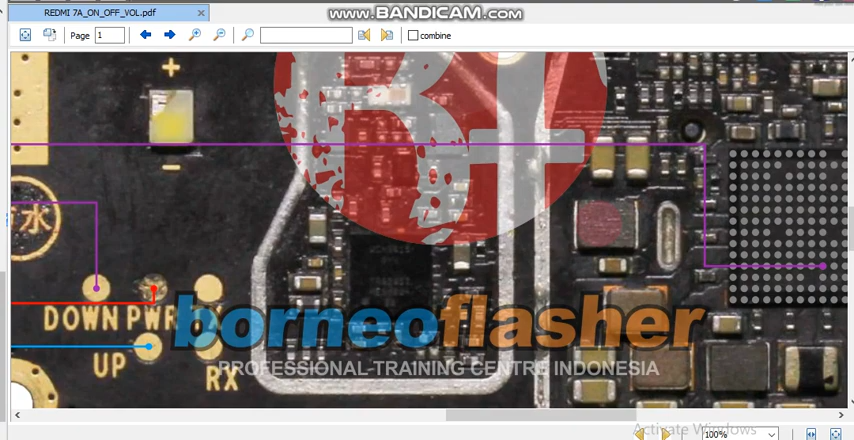 REDMI 7A_ON_OFF_VOL.pdf
www.BANDICAM.com
Page 1
combine
水
DOWN PWR
borneoflasher
UP
PROFESSIONAL TRAINING CENTRE INDONESIA
RX
Activate Windows
100%